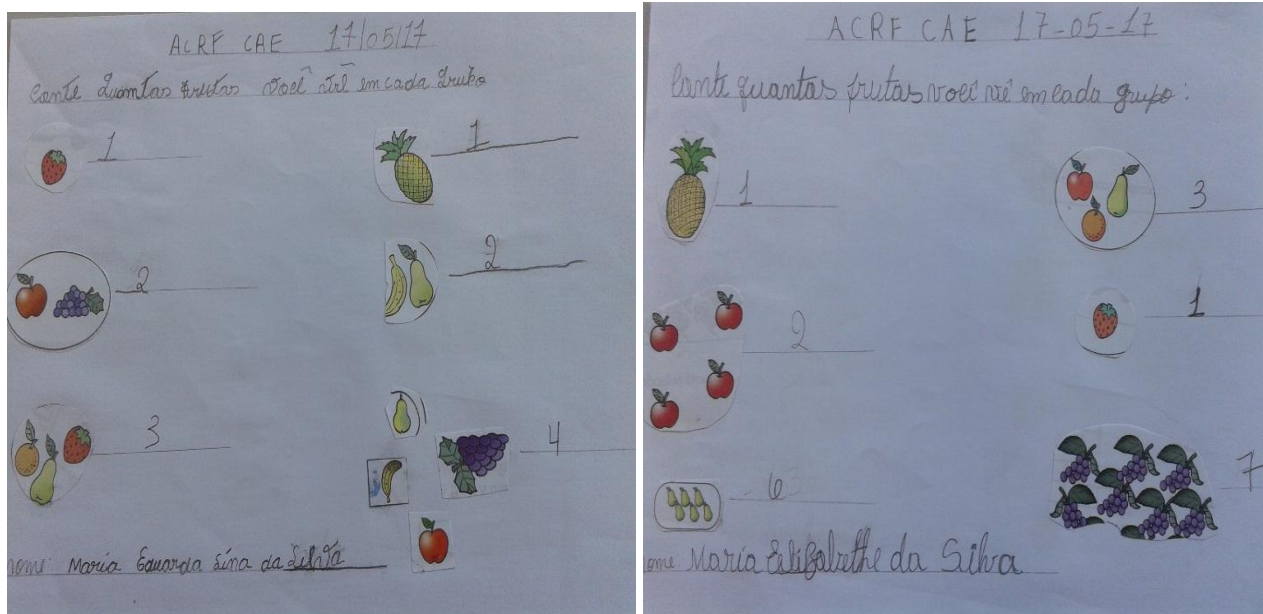 ACRF CAE 17/05/17
Conte quantas frutas você vê em cada grupo
1 1
2 2
3 4
nome: Maria Eduarda Sina da Silva
ACRF CAE 17-05-17
Conte quantas frutas você vê em cada grupo:
1 3
2 1
6 7
nome Maria Elizabethe da Silva